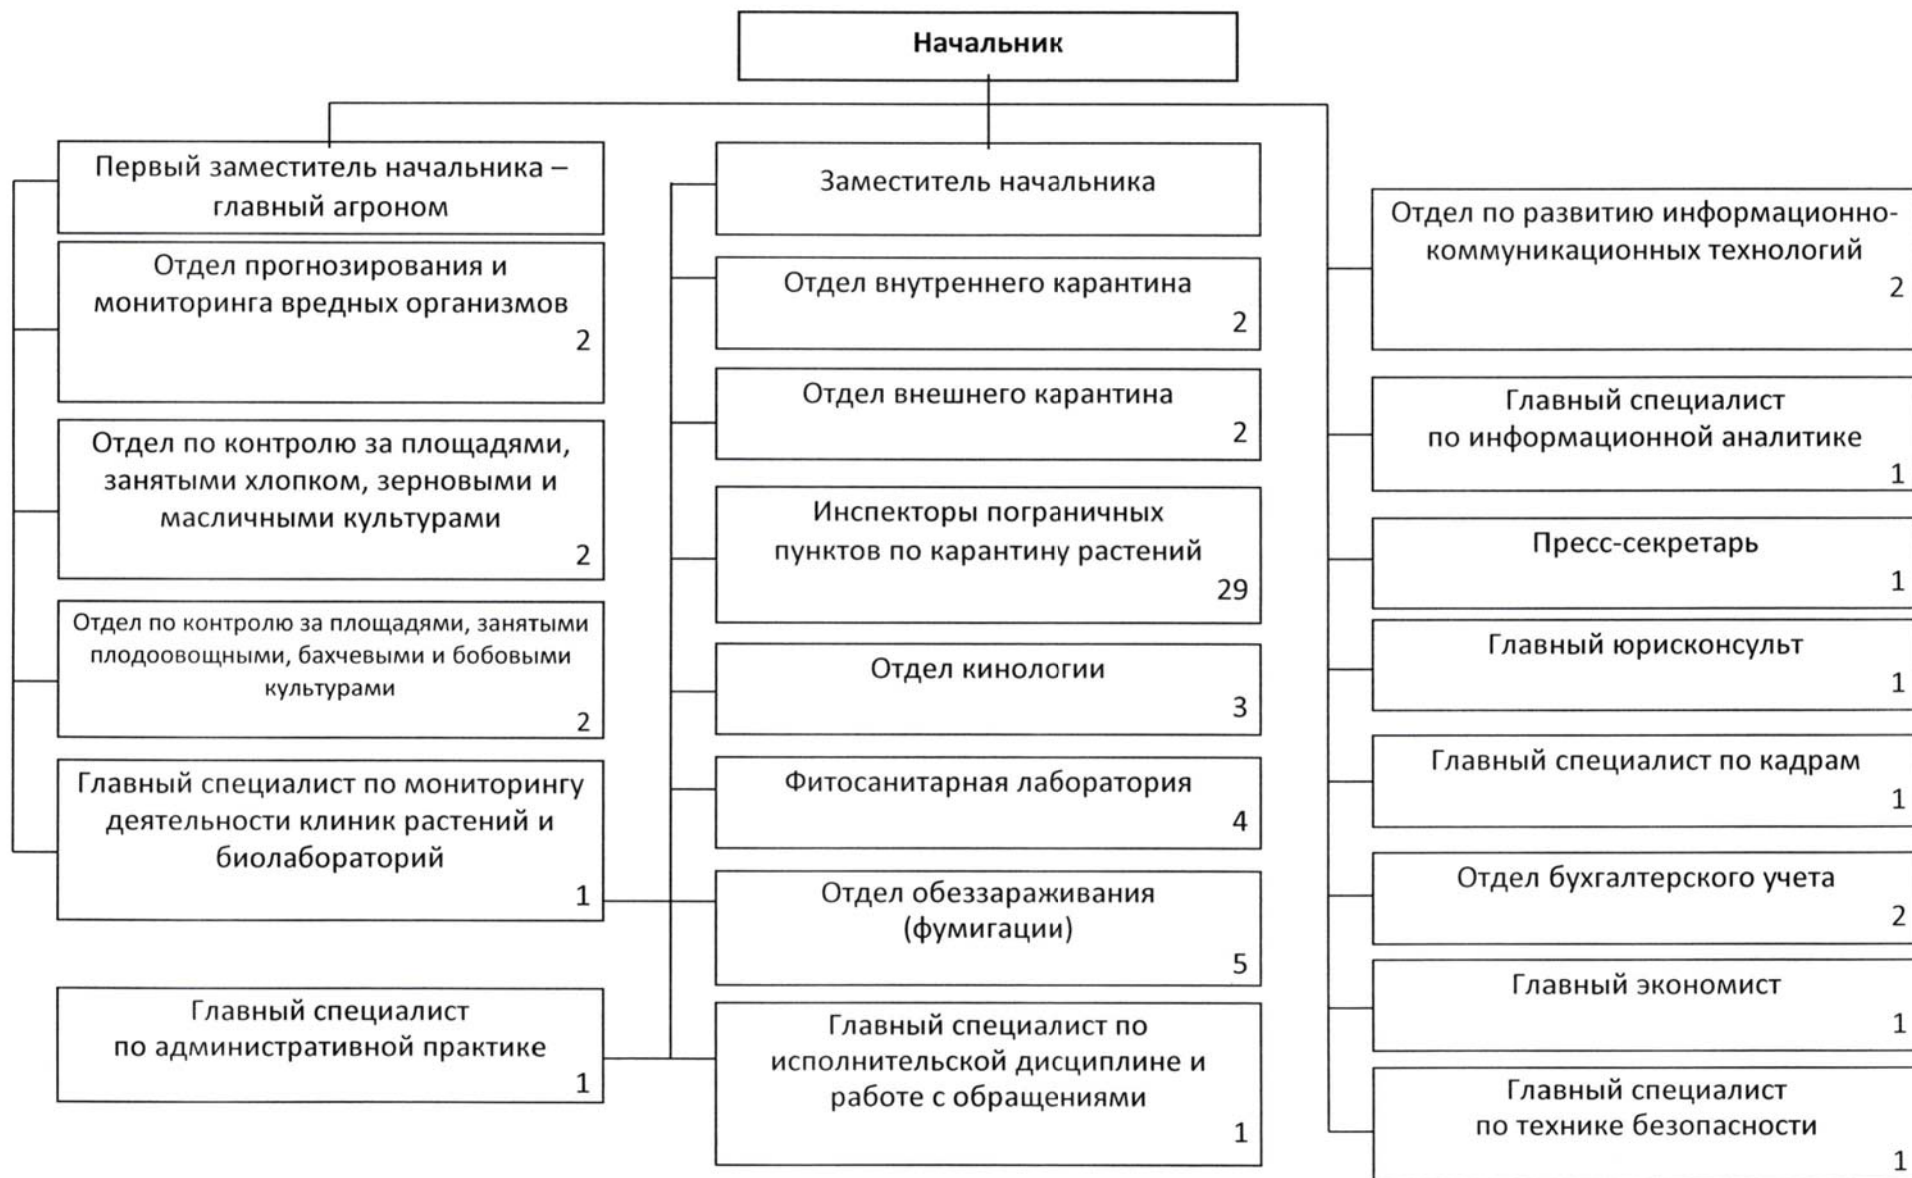 Начальник
Первый заместитель начальника –
главный агроном
Отдел прогнозирования и
мониторинга вредных организмов
2
Отдел по контролю за площадями,
занятыми хлопком, зерновыми и
масличными культурами
2
Отдел по контролю за площадями, занятыми
плодоовощными, бахчевыми и бобовыми
культурами
2
Главный специалист по мониторингу
деятельности клиник растений и
биолабораторий
1
Главный специалист
по административной практике
1
Заместитель начальника
Отдел внутреннего карантина
2
Отдел внешнего карантина
2
Инспекторы пограничных
пунктов по карантину растений
29
Отдел кинологии
3
Фитосанитарная лаборатория
4
Отдел обеззараживания
(фумигации)
5
Главный специалист по
исполнительской дисциплине и
работе с обращениями
1
Отдел по развитию информационно-
коммуникационных технологий
2
Главный специалист
по информационной аналитике
1
Пресс-секретарь
1
Главный юрисконсульт
1
Главный специалист по кадрам
1
Отдел бухгалтерского учета
2
Главный экономист
1
Главный специалист
по технике безопасности
1